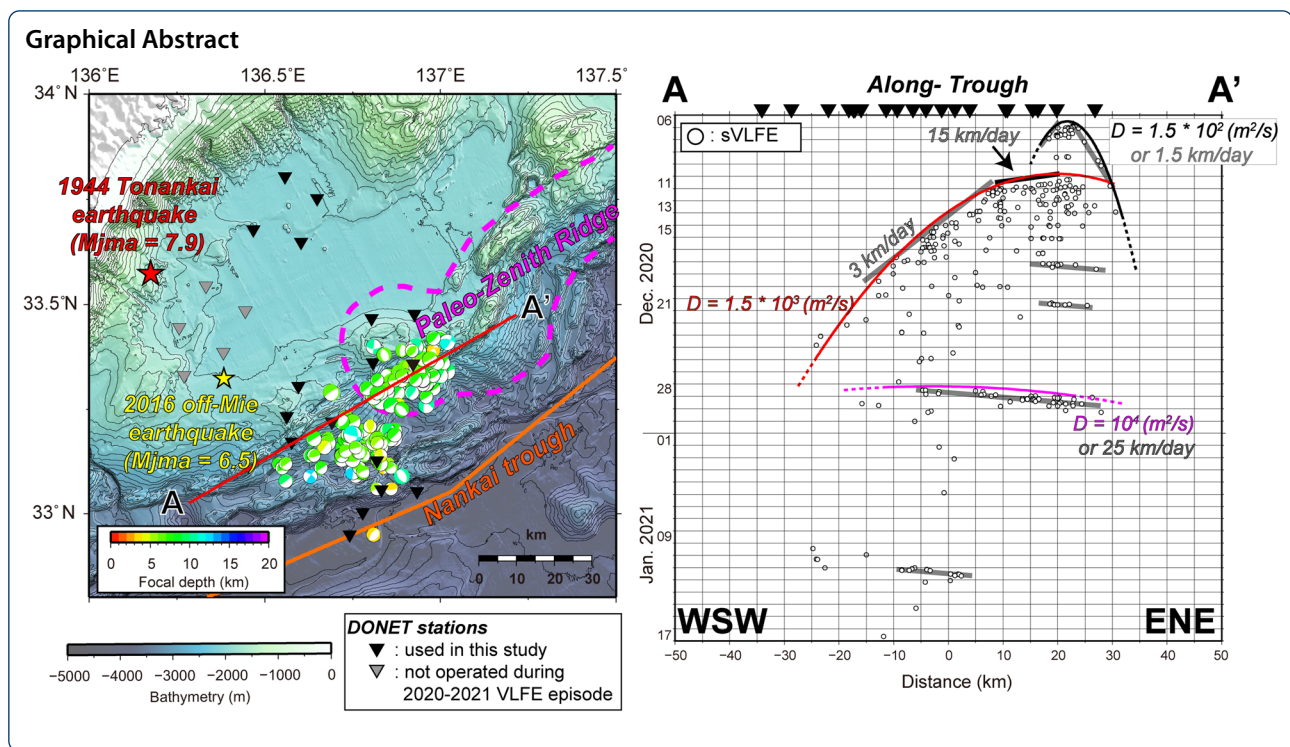 Graphical Abstract
136˚E
136.5˚E
137˚E
137.5˚
34˚N
33.5˚N
33˚N
1944 Tonankai
earthquake
(Mjma = 7.9)
Paleo-Zenith Ridge
A'
2016 off-Mie
earthquake
(Mjma = 6.5)
A
Nankai trough
0 5 10 15 20
Focal depth (km)
km
0 10 20 30
−5000 −4000 −3000 −2000 −1000 0
Bathymetry (m)
DONET stations
: used in this study
: not operated during
2020-2021 VLFE episode
A
Along- Trough
A'
: sVLFE
15 km/day
D = 1.5 * 10² (m²/s)
or 1.5 km/day
3 km/day
D = 1.5 * 10³ (m²/s)
D = 10⁴ (m²/s)
or 25 km/day
06
11
13
15
21
28
01
09
17
Dec. 2020
Jan. 2021
WSW
ENE
−50 −40 −30 −20 −10 0 10 20 30 40 50
Distance (km)